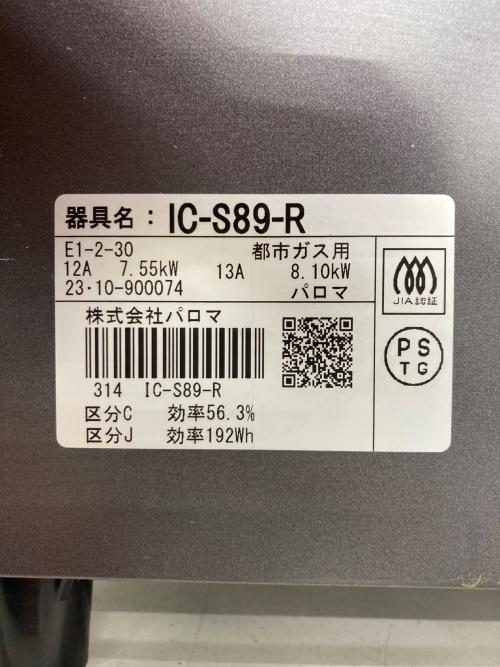 器具名：IC-S89-R
E1-2-30 都市ガス用
12A 7.55kW 13A 8.10kW
23・10-900074 パロマ
JIA認証
株式会社パロマ
PS
TG
314 IC-S89-R
区分C 効率56.3%
区分J 効率192Wh